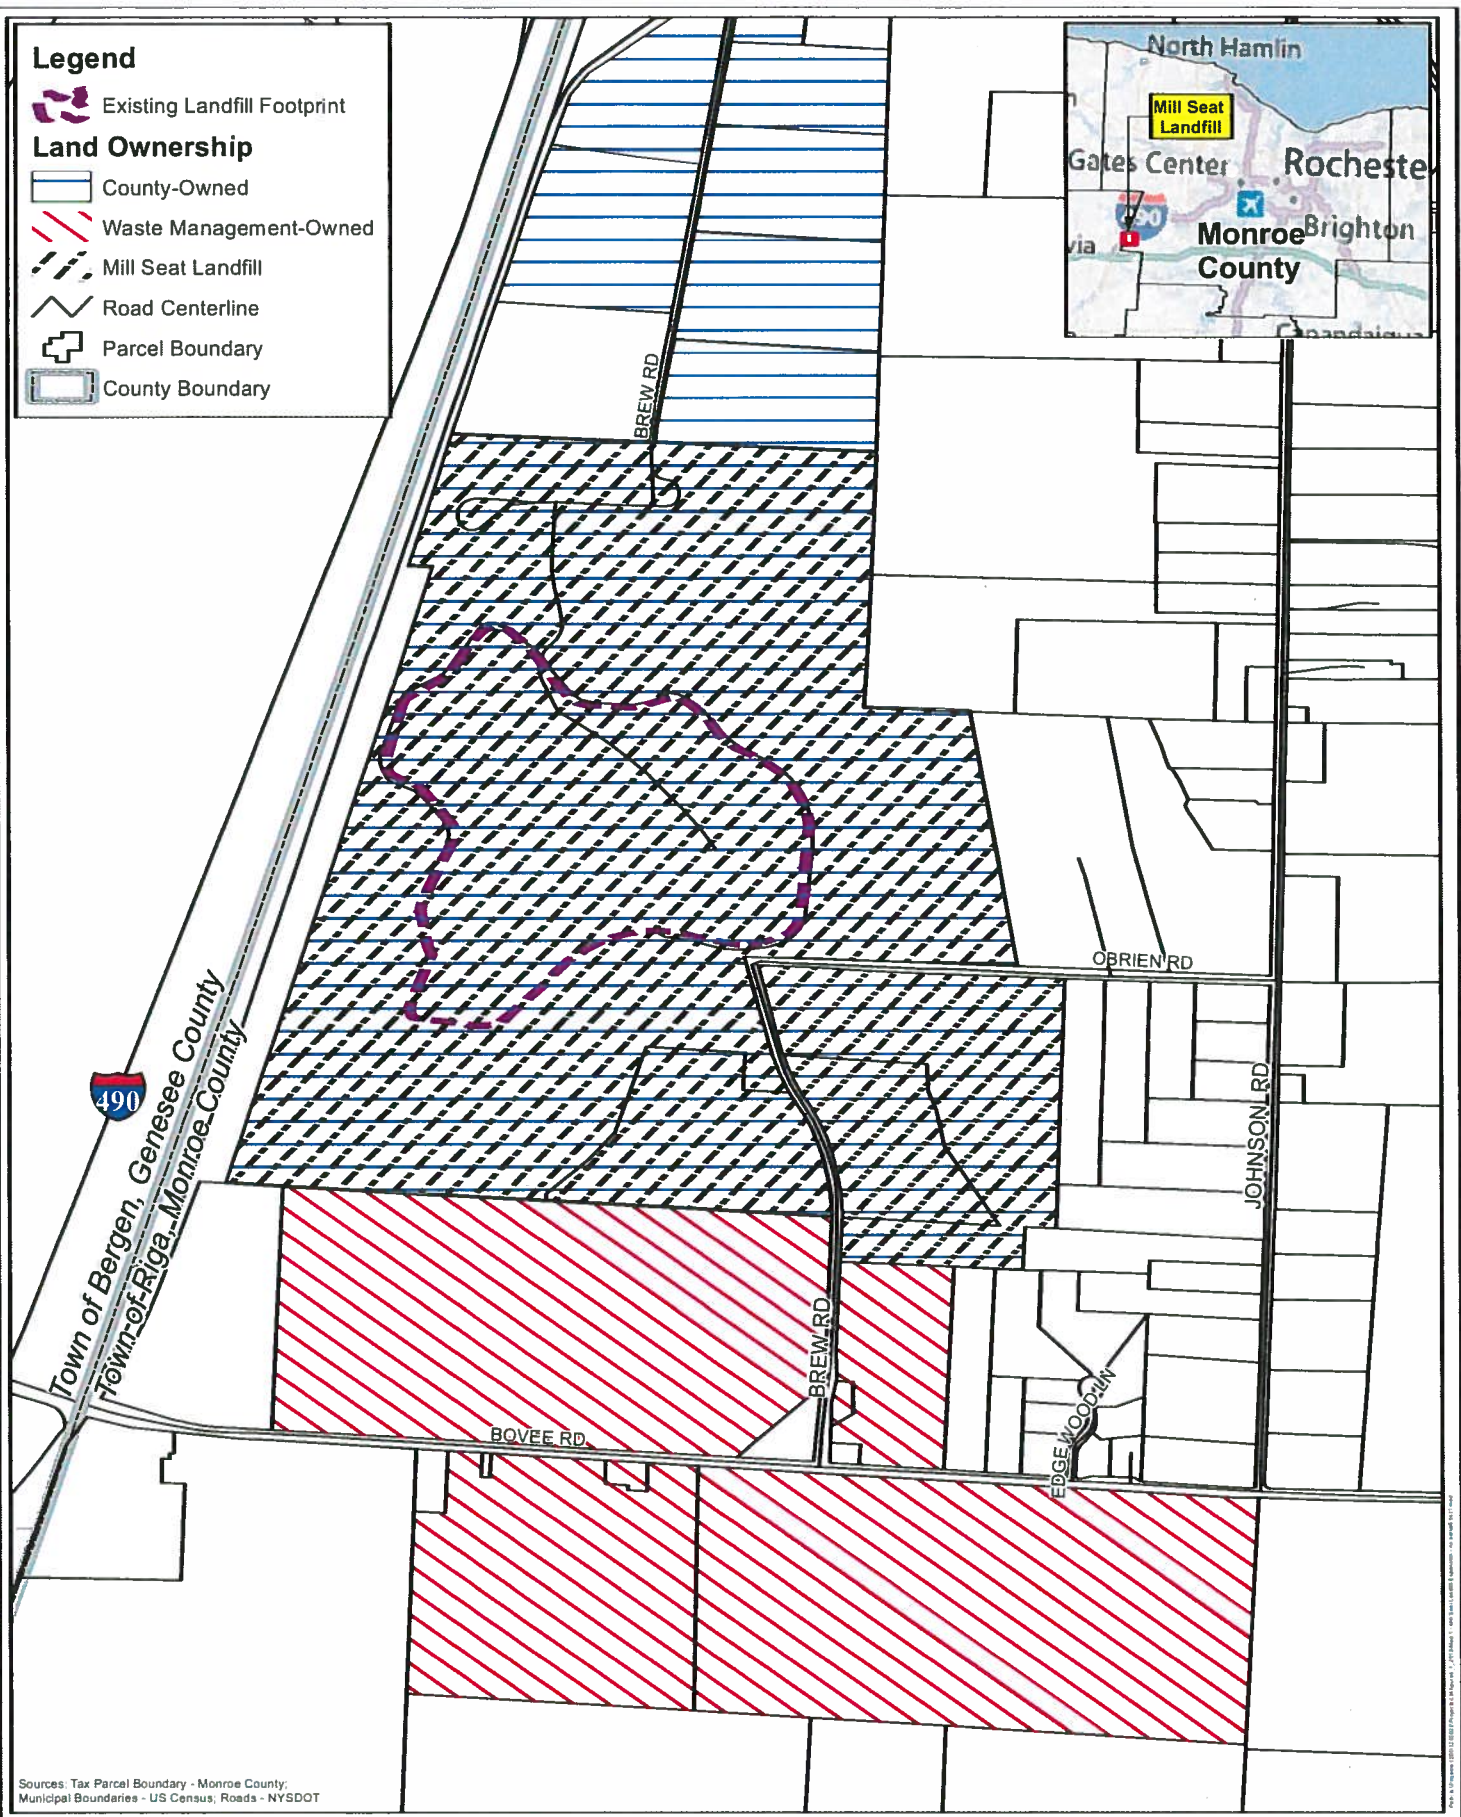 Legend
Existing Landfill Footprint
Land Ownership
County-Owned
Waste Management-Owned
Mill Seat Landfill
Road Centerline
Parcel Boundary
County Boundary
North Hamlin
Mill Seat
Landfill
Gates Center
Rocheste
490
Brighton
via
Monroe
County
Canandaigua
BREW RD
OBRIEN RD
JOHNSON RD
490
Town of Bergen, Genesee County
Town of Riga, Monroe County
BREW RD
BOVEE RD
EDGEWOOD LN
Sources: Tax Parcel Boundary - Monroe County;
Municipal Boundaries - US Census; Roads - NYSDOT